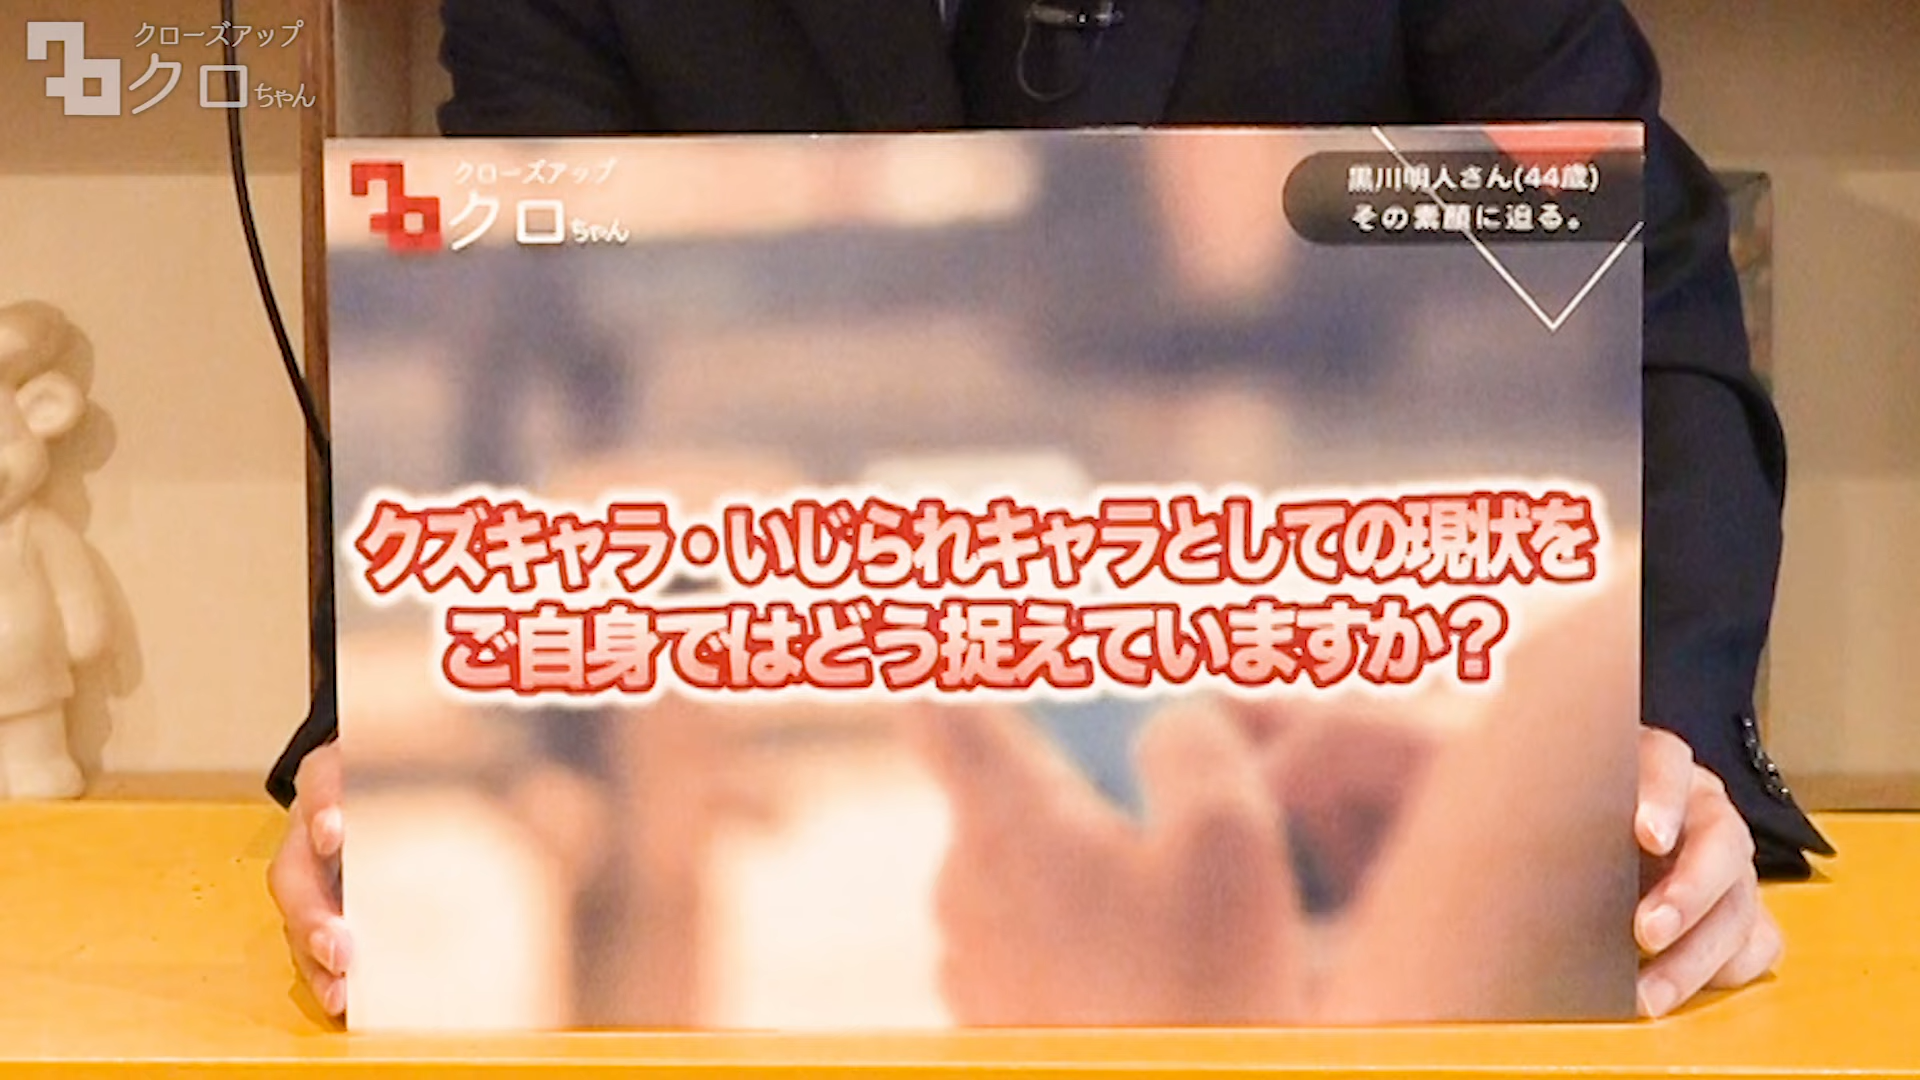 クローズアップ
クロちゃん
クローズアップ
クロちゃん
黒川明人さん(44歳)
その素顔に迫る。
クズキャラ・いじられキャラとしての現状を
ご自身ではどう捉えていますか?